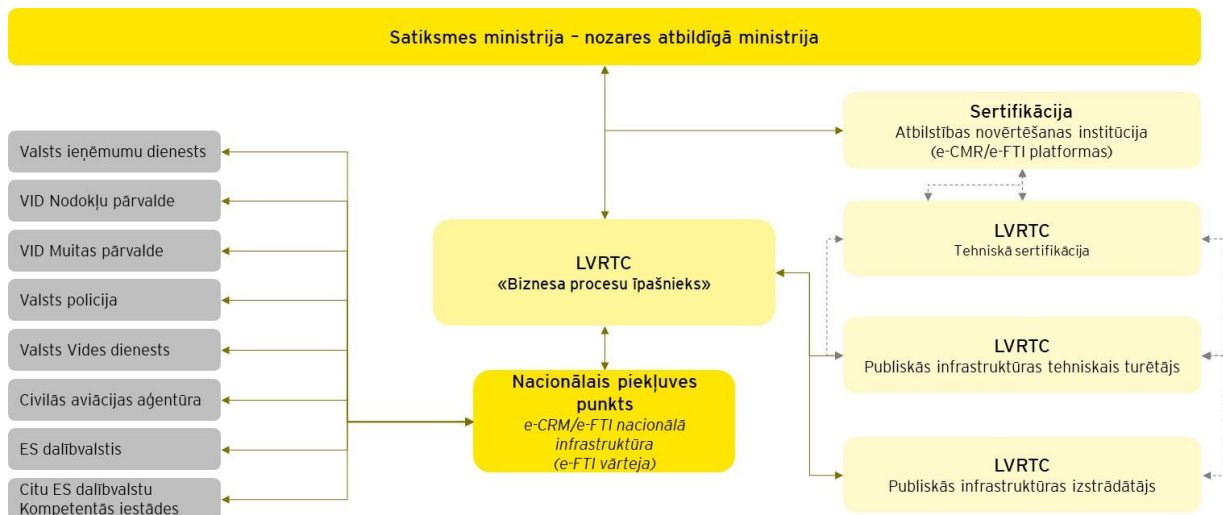 Satiksmes ministrija – nozares atbildīgā ministrija
Valsts ieņēmumu dienests
VID Nodokļu pārvalde
VID Muitas pārvalde
Valsts policija
Valsts Vides dienests
Civilās aviācijas aģentūra
ES dalībvalstis
Citu ES dalībvalstu
Kompetentās iestādes
LVRTC
«Biznesa procesu īpašnieks»
Nacionālais piekļuves
punkts
e-CRM/e-FTI nacionālā
infrastruktūra
(e-FTI vārteja)
Sertifikācija
Atbilstības novērtēšanas institūcija
(e-CMR/e-FTI platformas)
LVRTC
Tehniskā sertifikācija
LVRTC
Publiskās infrastruktūras tehniskais turētājs
LVRTC
Publiskās infrastruktūras izstrādātājs